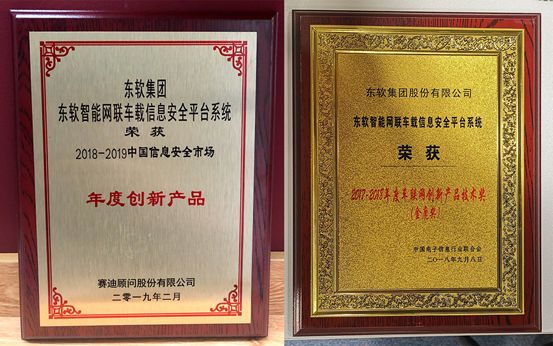 东软集团
东软智能网联车载信息安全平台系统
荣 获
2018-2019中国信息安全市场
年度创新产品
赛迪顾问股份有限公司
二零一九年二月
东软集团股份有限公司
东软智能网联车载信息安全平台系统
荣 获
2017-2018年度车联网创新产品技术奖
(金慧奖)
中国电子信息行业联合会
二〇一八年九月八日